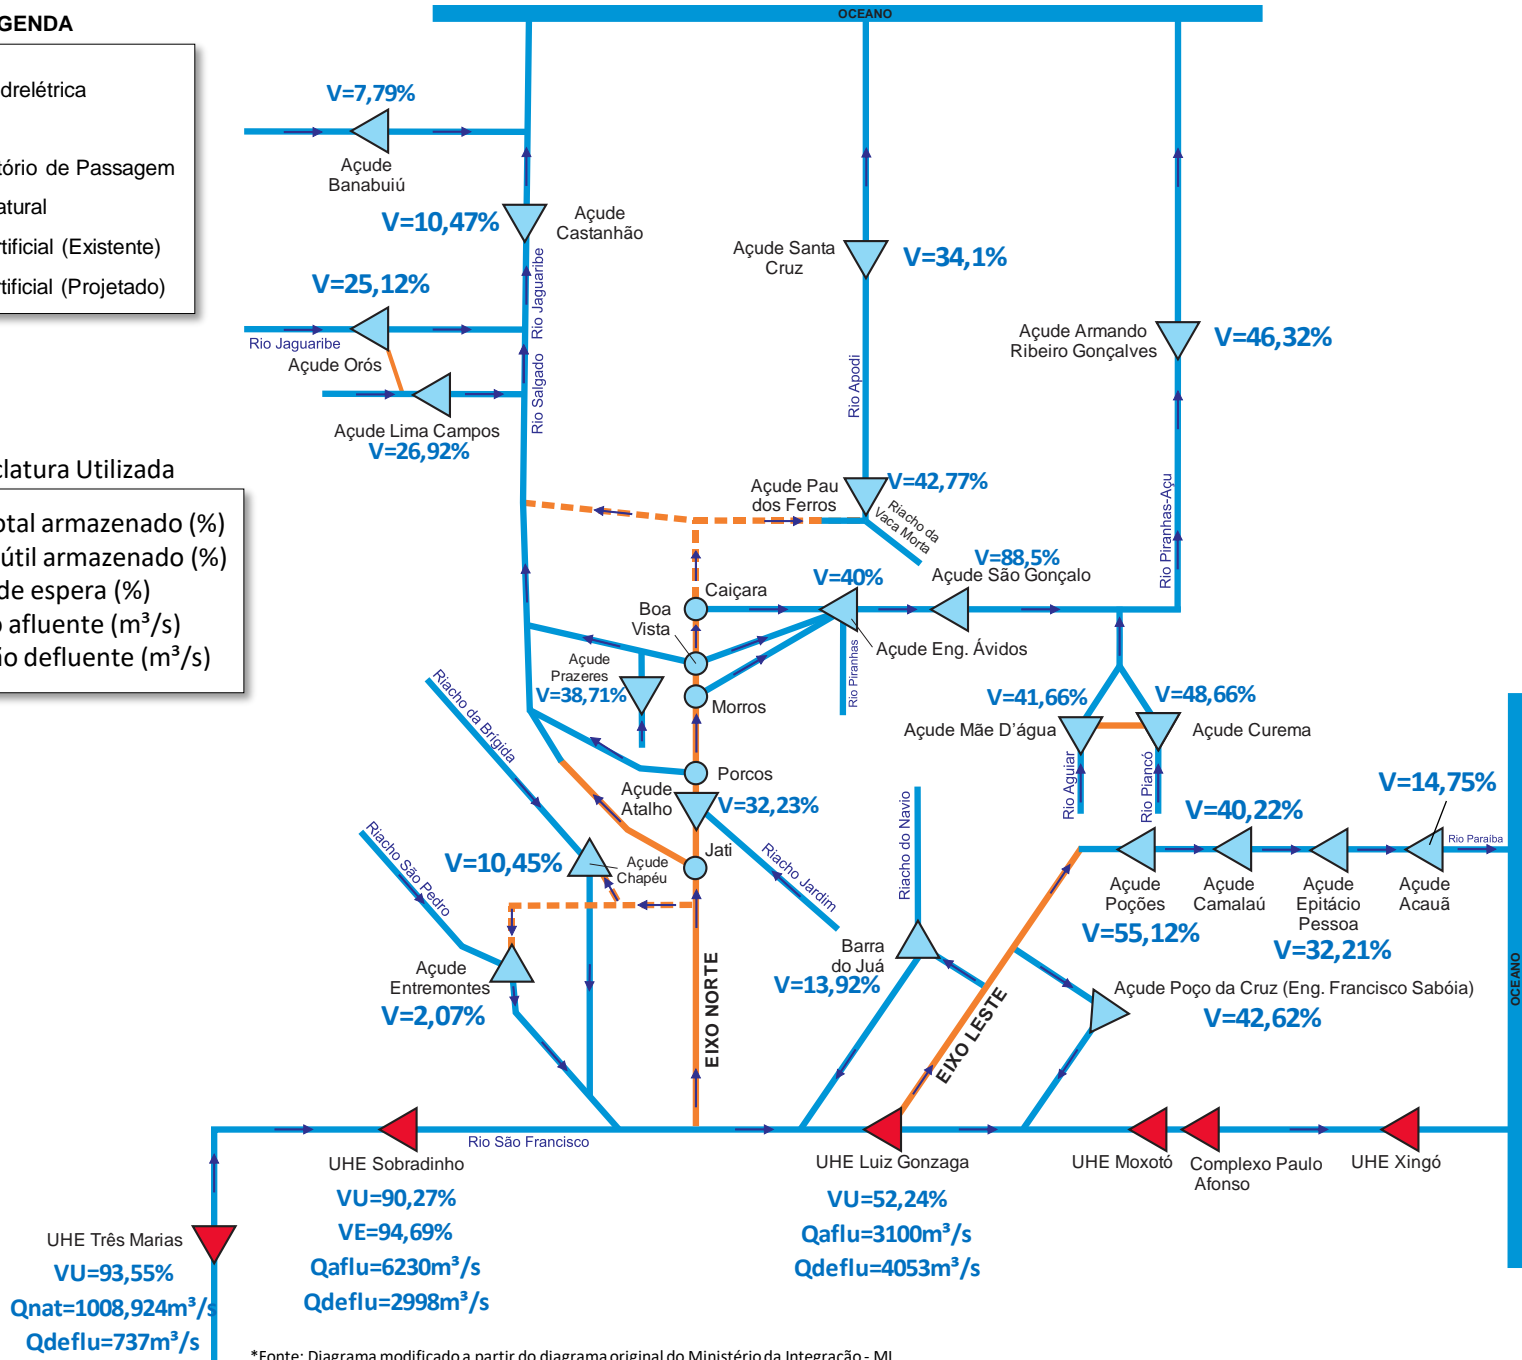 OCEANO
GENDA
drelétrica
tório de Passagem
atural
rtificial (Existente)
rtificial (Projetado)
V=7,79%
Açude
Banabuiú
V=10,47%
Açude
Castanhão
Açude Santa
Cruz
V=34,1%
V=25,12%
Rio Jaguaribe
Rio Jaguaribe
Açude Orós
Açude Armando
Ribeiro Gonçalves
V=46,32%
Rio Salgado
Rio Apodi
Açude Lima Campos
V=26,92%
clatura Utilizada
otal armazenado (%)
útil armazenado (%)
de espera (%)
o afluente (m³/s)
ão defluente (m³/s)
Açude Pau
dos Ferros
V=42,77%
Riacho da
Vaca Morta
Rio Piranhas-Açu
V=88,5%
Açude São Gonçalo
V=40%
Caiçara
Boa
Vista
Açude Eng. Ávidos
Rio Piranhas
Açude
Prazeres
V=38,71%
Morros
Riacho da Brígida
V=41,66%
V=48,66%
Açude Mãe D'água
Açude Curema
Rio Aguiar
Rio Piancó
Porcos
Açude
Atalho
V=32,23%
V=14,75%
V=40,22%
Riacho do Navio
Riacho São Pedro
Jati
Riacho Jardim
V=10,45%
Açude
Chapéu
Rio Paraiba
Açude
Poções
Açude
Camalaú
Açude
Epitácio
Pessoa
Açude
Acauã
V=55,12%
V=32,21%
Barra
do Juá
V=13,92%
Açude
Entremontes
V=2,07%
EIXO NORTE
EIXO LESTE
Açude Poço da Cruz (Eng. Francisco Sabóia)
V=42,62%
OCEANO
Rio São Francisco
UHE Sobradinho
VU=90,27%
VE=94,69%
Qaflu=6230m³/s
Qdeflu=2998m³/s
UHE Luiz Gonzaga
VU=52,24%
Qaflu=3100m³/s
Qdeflu=4053m³/s
UHE Moxotó
Complexo Paulo
Afonso
UHE Xingó
UHE Três Marias
VU=93,55%
Qnat=1008,924m³/s
Qdeflu=737m³/s
*Fonte: Diagrama modificado a partir do diagrama original do Ministério da Integração - MI